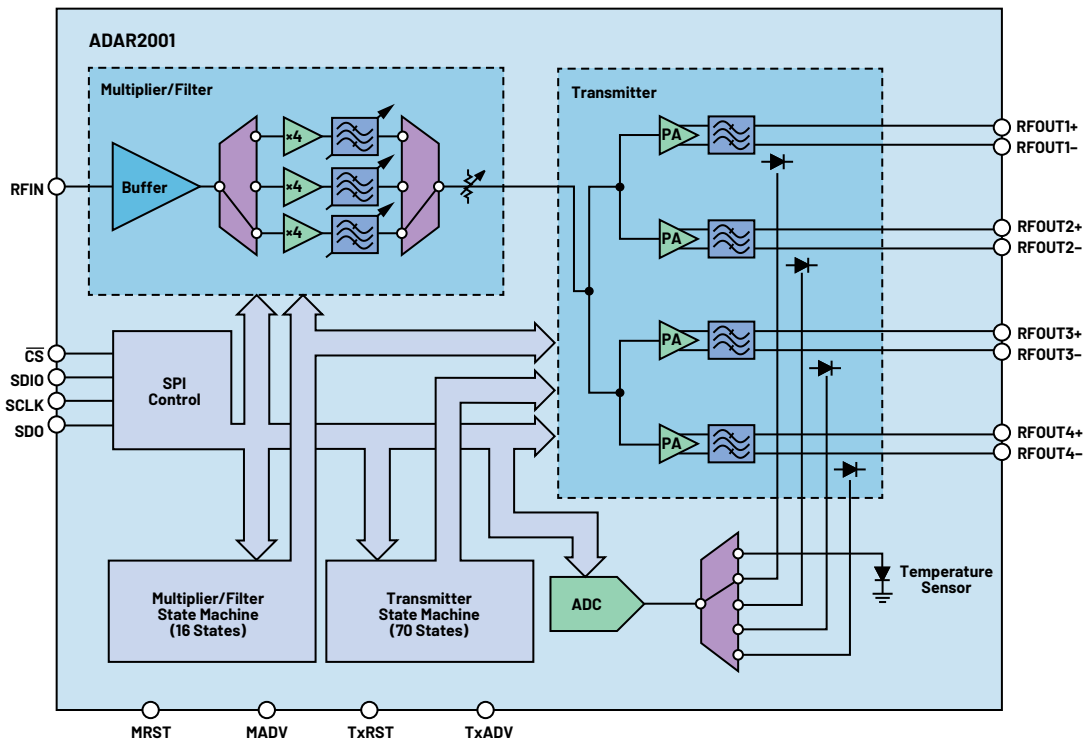 ADAR2001
Multiplier/Filter
Transmitter
RFIN
Buffer
×4
×4
×4
PA
PA
PA
PA
RFOUT1+
RFOUT1–
RFOUT2+
RFOUT2–
RFOUT3+
RFOUT3–
RFOUT4+
RFOUT4–
CS
SDIO
SCLK
SDO
SPI
Control
Multiplier/Filter
State Machine
(16 States)
Transmitter
State Machine
(70 States)
ADC
Temperature
Sensor
MRST
MADV
TxRST
TxADV